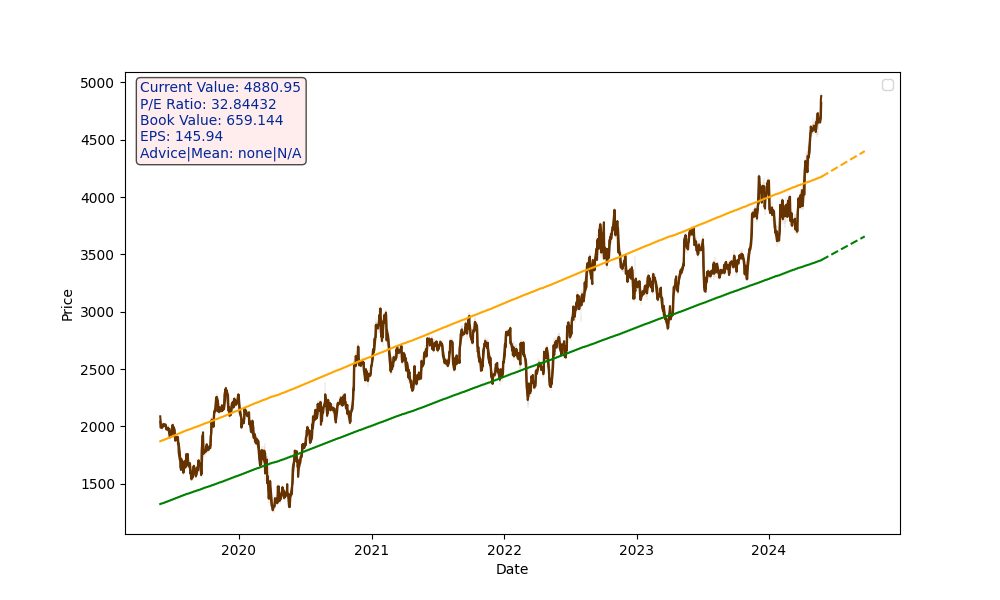 Current Value: 4880.95
P/E Ratio: 32.84432
Book Value: 659.144
EPS: 145.94
Advice|Mean: none|N/A
5000
4500
4000
3500
3000
2500
2000
1500
Price
2020 2021 2022 2023 2024
Date